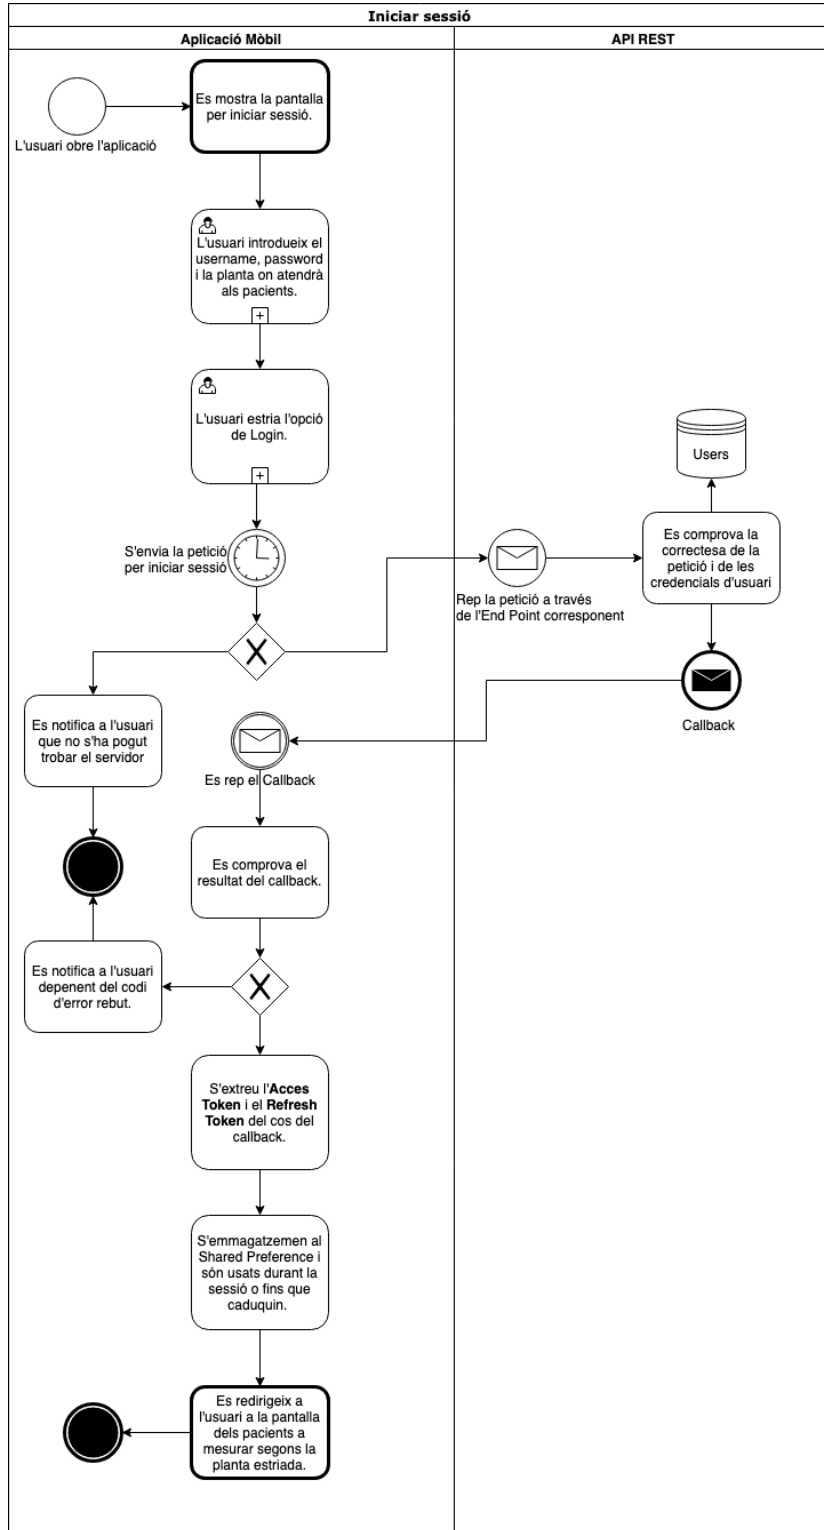 Iniciar sessió
Aplicació Mòbil
API REST
Es mostra la pantalla
per iniciar sessió.
L'usuari obre l'aplicació
L'usuari introdueix el
username, password
i la planta on atendrà
als pacients.
L'usuari estria l'opció
de Login.
Users
S'envia la petició
per iniciar sessió
Es comprova la
correctesa de la
petició i de les
credencials d'usuari
Rep la petició a través
de l'End Point corresponent
Es notifica a l'usuari
que no s'ha pogut
trobar el servidor
Callback
Es rep el Callback
Es comprova el
resultat del callback.
Es notifica a l'usuari
depenent del codi
d'error rebut.
S'extreu l'Acces
Token i el Refresh
Token del cos del
callback.
S'emmagatzemen al
Shared Preference i
són usats durant la
sessió o fins que
caduquin.
Es redirigeix a
l'usuari a la pantalla
dels pacients a
mesurar segons la
planta estriada.